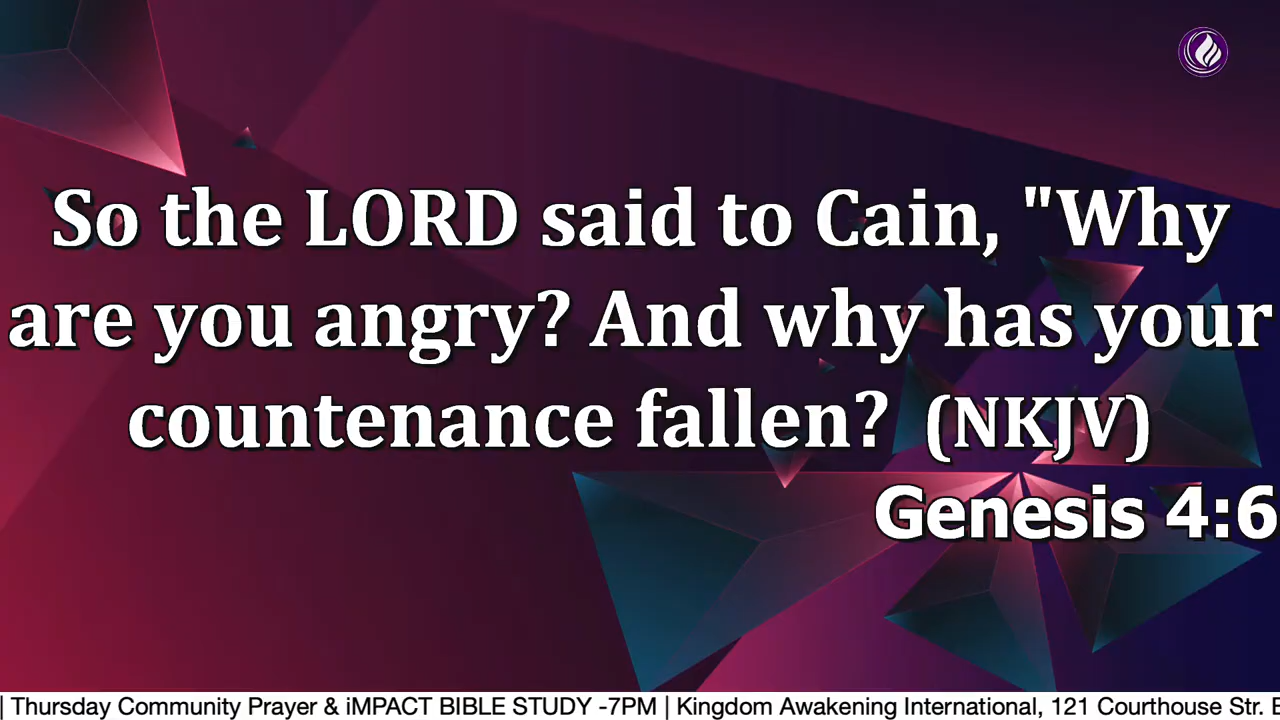 So the LORD said to Cain, "Why
are you angry? And why has your
countenance fallen? (NKJV)
Genesis 4:6
| Thursday Community Prayer & iMPACT BIBLE STUDY -7PM | Kingdom Awakening International, 121 Courthouse Str.